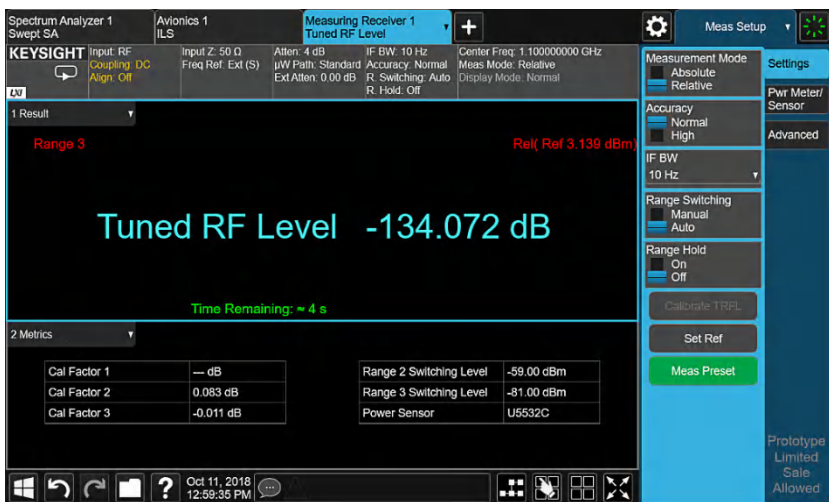 Spectrum Analyzer 1
Swept SA
Avionics 1
ILS
Measuring Receiver 1
Tuned RF Level
Meas Setup
KEYSIGHT
LXI
Input: RF
Coupling: DC
Align: Off
Input Z: 50 Ω
Freq Ref: Ext (S)
Atten: 4 dB
µW Path: Standard
Ext Atten: 0.00 dB
IF BW: 10 Hz
Accuracy: Normal
R. Switching: Auto
R. Hold: Off
Center Freq: 1.100000000 GHz
Meas Mode: Relative
Display Mode: Normal
1 Result
Range 3
Rel( Ref 3.139 dBm)
Tuned RF Level -134.072 dB
Time Remaining: ≈ 4 s
2 Metrics
Cal Factor 1 --- dB
Cal Factor 2 0.083 dB
Cal Factor 3 -0.011 dB
Range 2 Switching Level -59.00 dBm
Range 3 Switching Level -81.00 dBm
Power Sensor U5532C
Measurement Mode
Absolute
Relative
Accuracy
Normal
High
IF BW
10 Hz
Range Switching
Manual
Auto
Range Hold
On
Off
Calibrate TRFL
Set Ref
Meas Preset
Settings
Pwr Meter/
Sensor
Advanced
Prototype
Limited
Sale
Allowed
?
Oct 11, 2018
12:59:35 PM